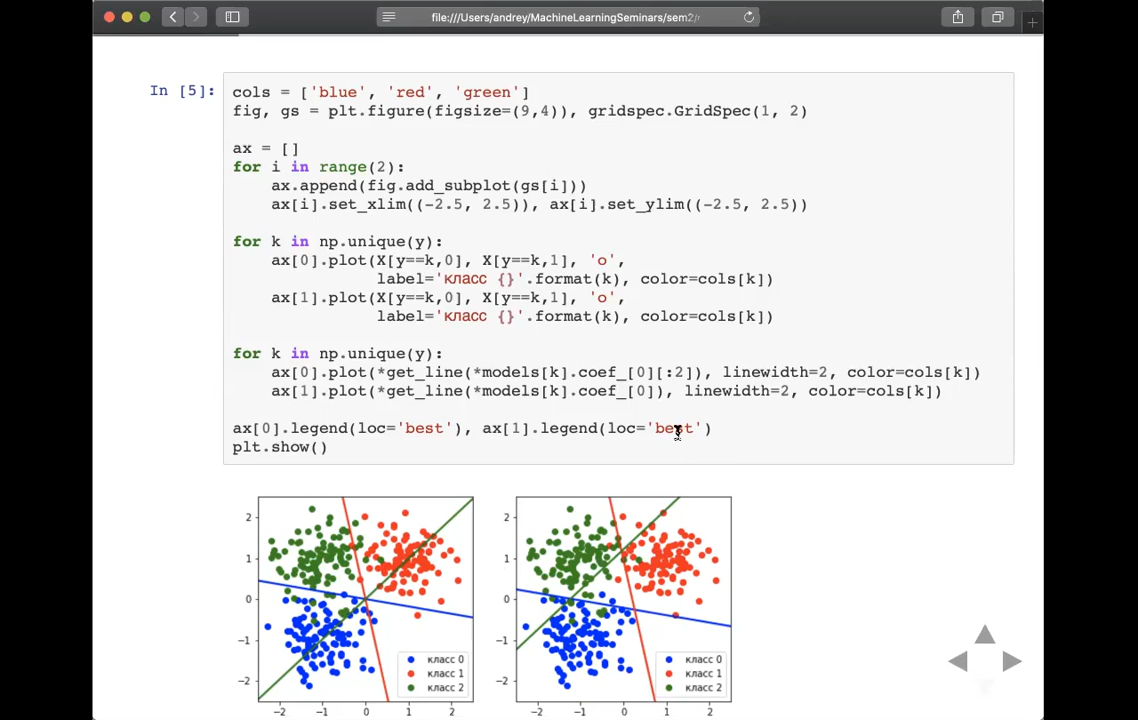 file:///Users/andrey/MachineLearningSeminars/sem2/
In [5]:
cols = ['blue', 'red', 'green']
fig, gs = plt.figure(figsize=(9,4)), gridspec.GridSpec(1, 2)
ax = []
for i in range(2):
    ax.append(fig.add_subplot(gs[i]))
    ax[i].set_xlim((-2.5, 2.5)), ax[i].set_ylim((-2.5, 2.5))
for k in np.unique(y):
    ax[0].plot(X[y==k,0], X[y==k,1], 'o',
               label='класс {}'.format(k), color=cols[k])
    ax[1].plot(X[y==k,0], X[y==k,1], 'o',
               label='класс {}'.format(k), color=cols[k])
for k in np.unique(y):
    ax[0].plot(*get_line(*models[k].coef_[0][:2]), linewidth=2, color=cols[k])
    ax[1].plot(*get_line(*models[k].coef_[0]), linewidth=2, color=cols[k])
ax[0].legend(loc='best'), ax[1].legend(loc='best')
plt.show()
2
1
0
−1
−2
−2 −1 0 1 2
класс 0
класс 1
класс 2
2
1
0
−1
−2
−2 −1 0 1 2
класс 0
класс 1
класс 2